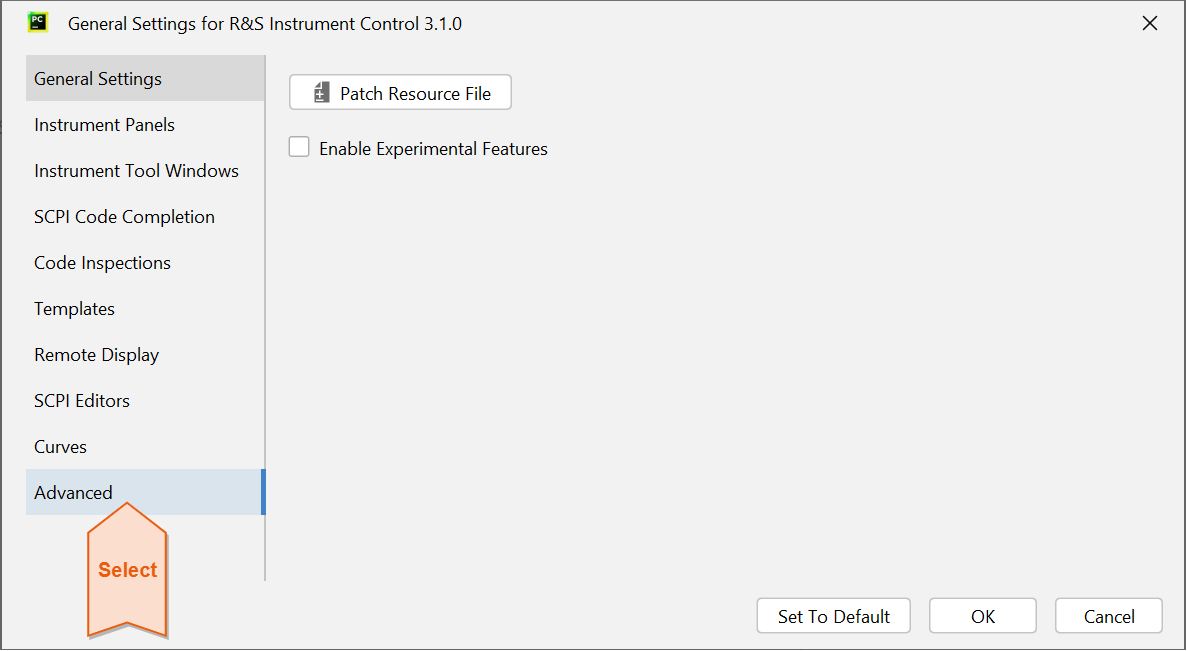 PC
General Settings for R&S Instrument Control 3.1.0
General Settings
Instrument Panels
Instrument Tool Windows
SCPI Code Completion
Code Inspections
Templates
Remote Display
SCPI Editors
Curves
Advanced
Select
Patch Resource File
Enable Experimental Features
Set To Default
OK
Cancel